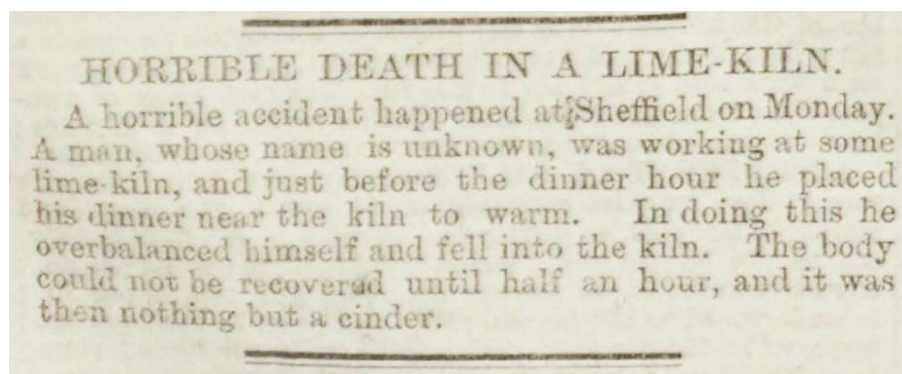 HORRIBLE DEATH IN A LIME-KILN.
A horrible accident happened at Sheffield on Monday.
A man, whose name is unknown, was working at some
lime-kiln, and just before the dinner hour he placed
his dinner near the kiln to warm. In doing this he
overbalanced himself and fell into the kiln. The body
could not be recovered until half an hour, and it was
then nothing but a cinder.